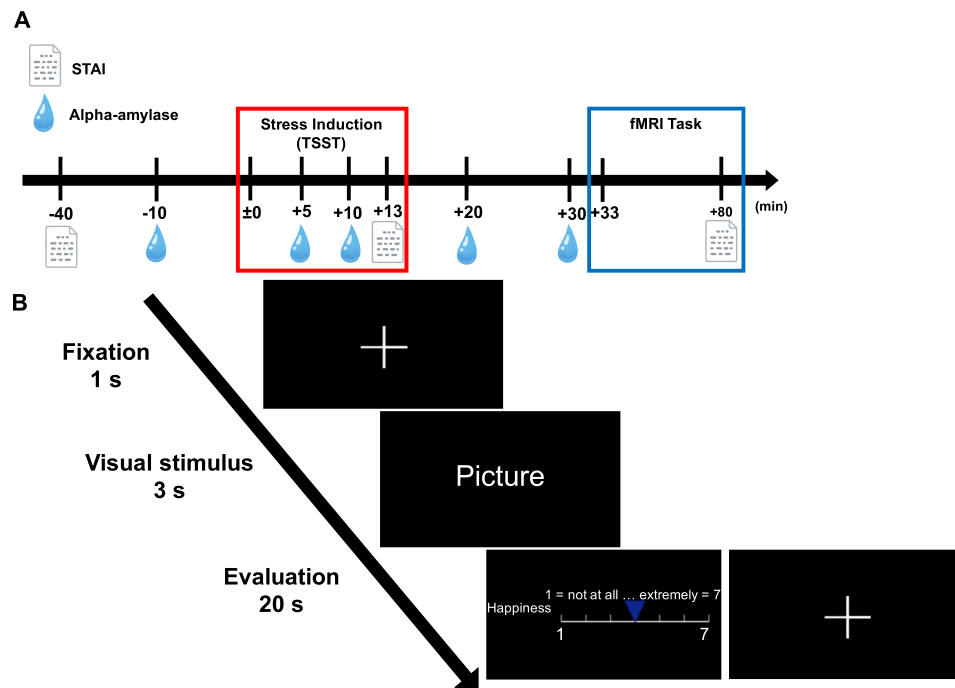 A
STAI
Alpha-amylase
Stress Induction
(TSST)
fMRI Task
-40
-10
±0
+5
+10
+13
+20
+30
+33
+80
(min)
B
Fixation
1 s
Visual stimulus
3 s
Picture
Evaluation
20 s
1 = not at all … extremely = 7
Happiness
1
7